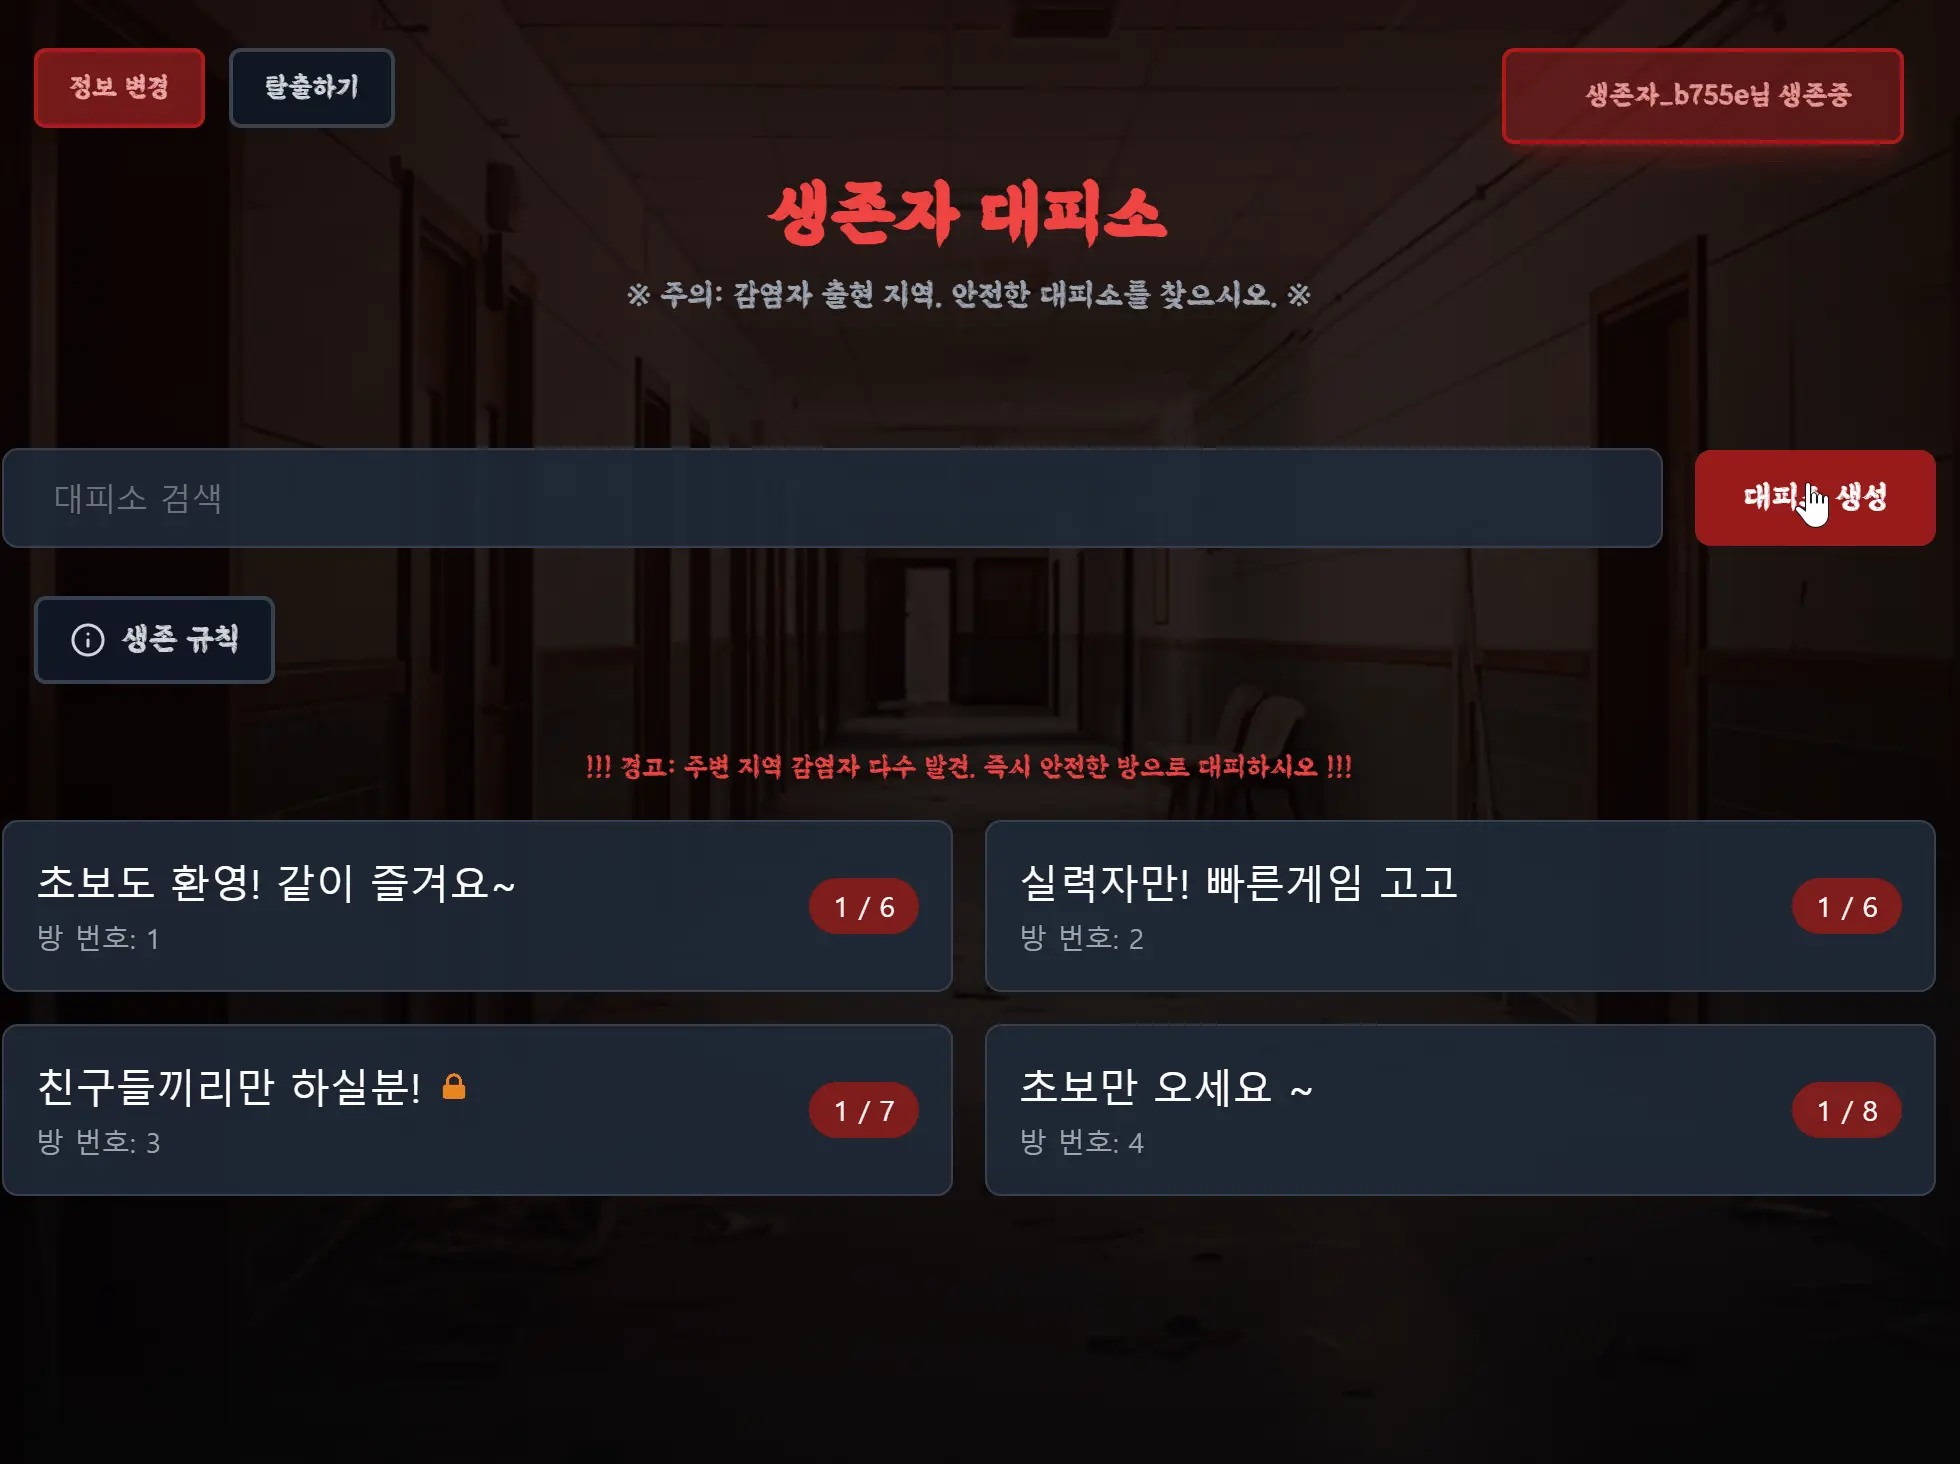 정보 변경
탈출하기
생존자_b755e님 생존중
생존자 대피소
※ 주의: 감염자 출현 지역. 안전한 대피소를 찾으시오. ※
대피소 검색
대피소 생성
생존 규칙
!!! 경고: 주변 지역 감염자 다수 발견. 즉시 안전한 방으로 대피하시오 !!!
초보도 환영! 같이 즐겨요~
1 / 6
방 번호: 1
실력자만! 빠른게임 고고
1 / 6
방 번호: 2
친구들끼리만 하실분!
1 / 7
방 번호: 3
초보만 오세요 ~
1 / 8
방 번호: 4